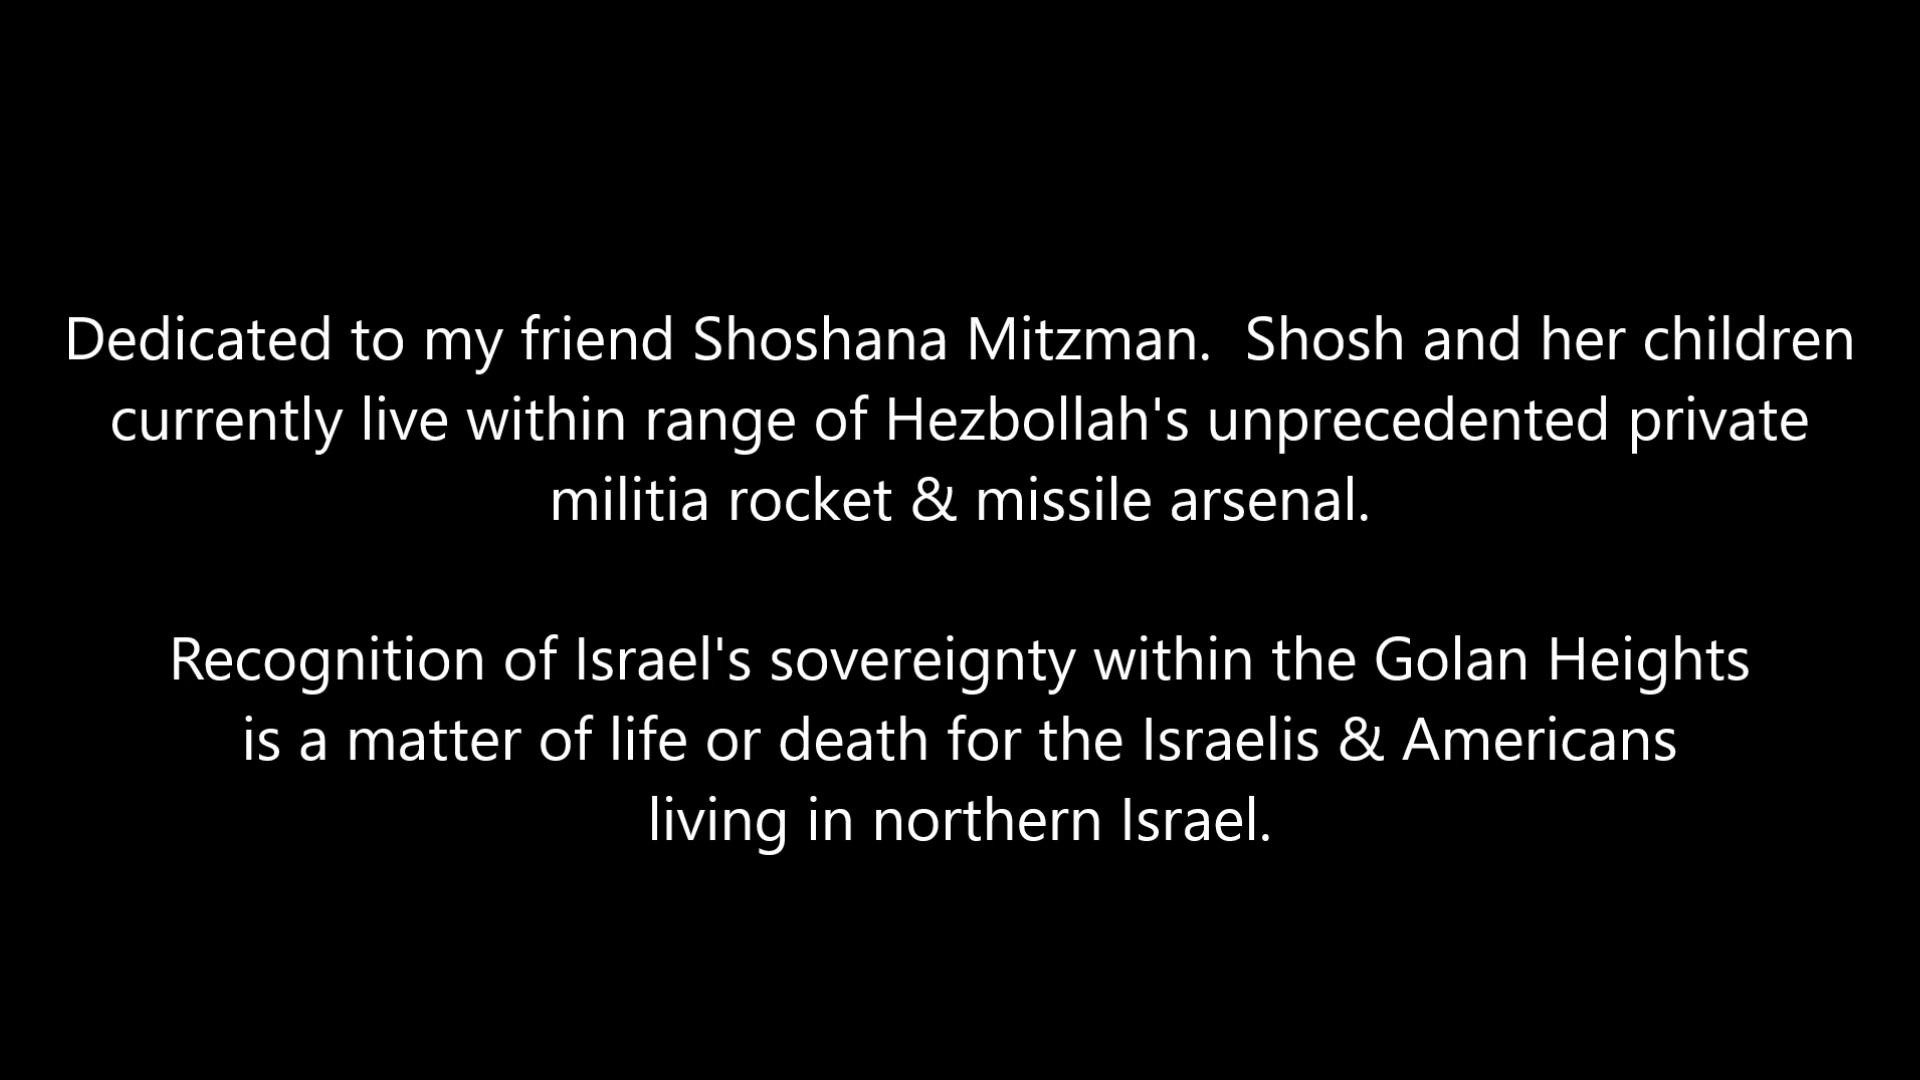 Dedicated to my friend Shoshana Mitzman.  Shosh and her children
currently live within range of Hezbollah's unprecedented private
militia rocket & missile arsenal.
Recognition of Israel's sovereignty within the Golan Heights
is a matter of life or death for the Israelis & Americans
living in northern Israel.